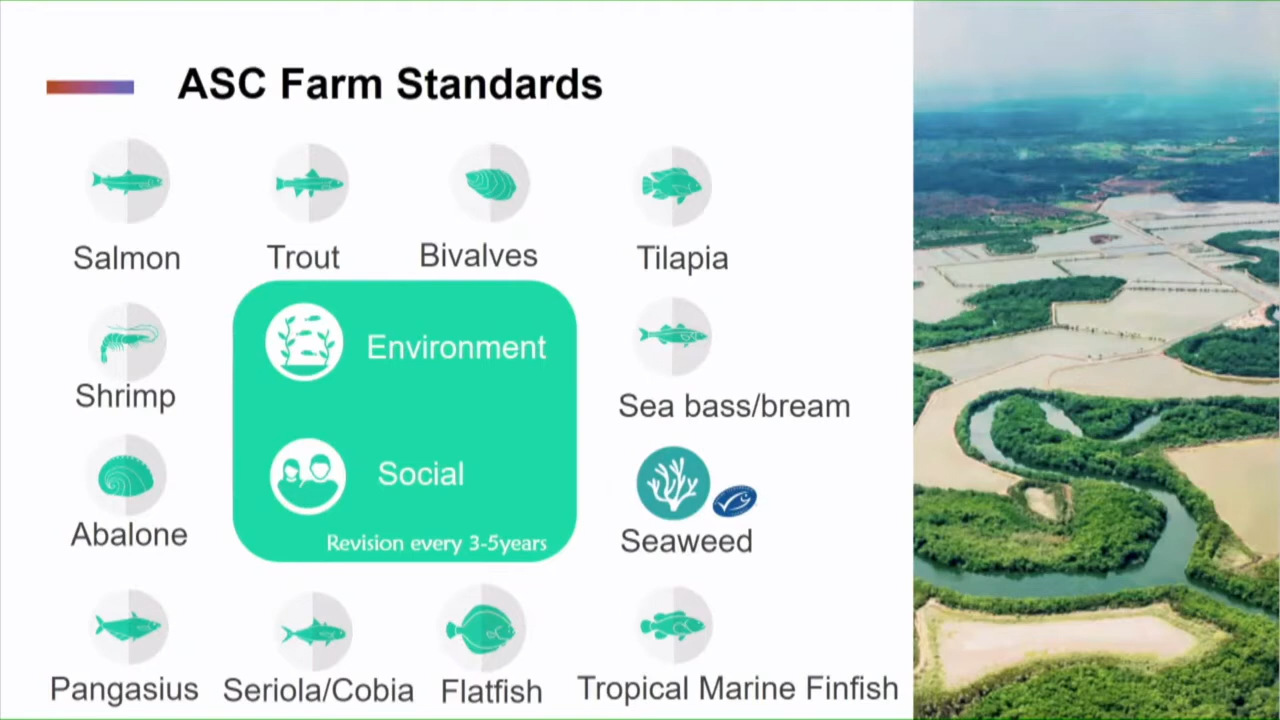 ASC Farm Standards
Salmon
Trout
Bivalves
Tilapia
Shrimp
Environment
Sea bass/bream
Abalone
Social
Revision every 3-5years
Seaweed
Pangasius
Seriola/Cobia
Flatfish
Tropical Marine Finfish